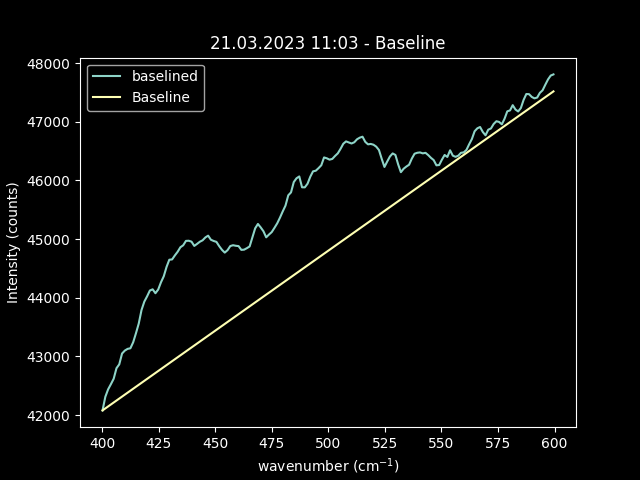 21.03.2023 11:03 - Baseline
baselined
Baseline
48000
47000
46000
45000
44000
43000
42000
Intensity (counts)
400 425 450 475 500 525 550 575 600
wavenumber (cm⁻¹)